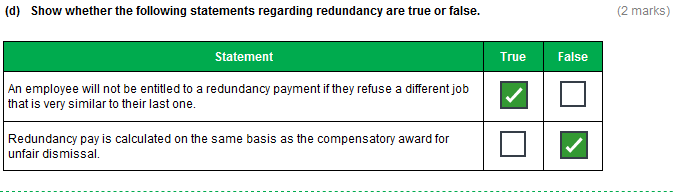 (d) Show whether the following statements regarding redundancy are true or false. (2 marks)
Statement True False
An employee will not be entitled to a redundancy payment if they refuse a different job
that is very similar to their last one.
Redundancy pay is calculated on the same basis as the compensatory award for
unfair dismissal.